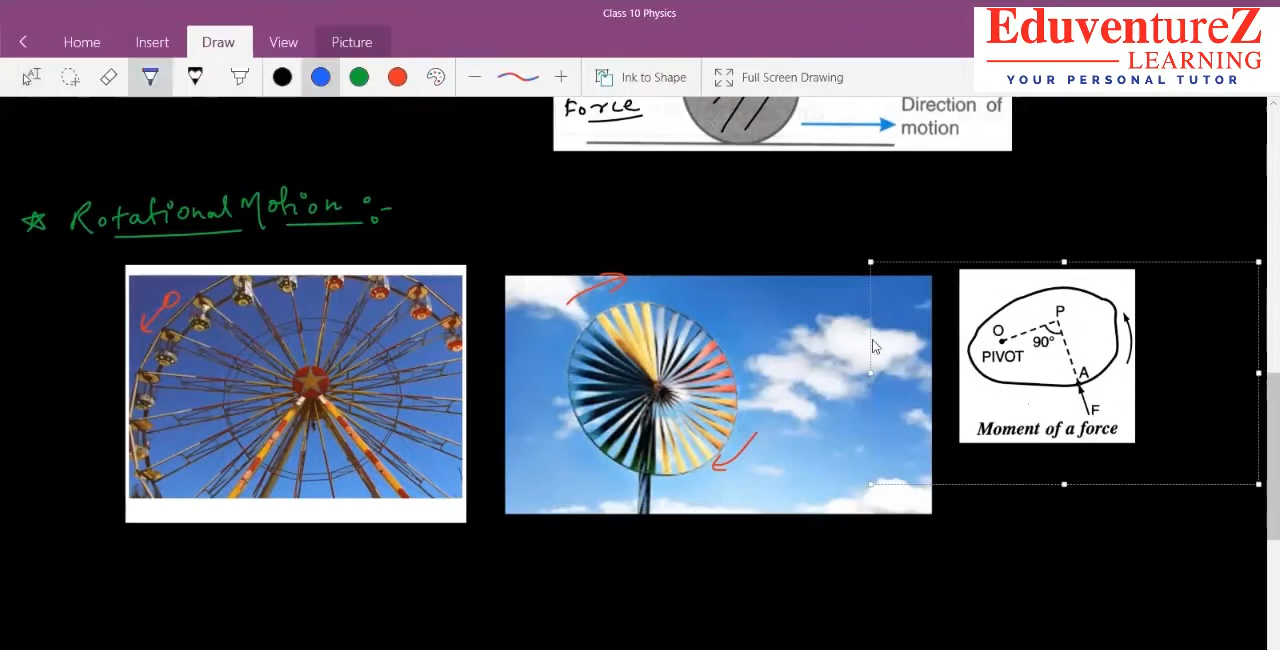 Class 10 Physics
EduventureZ
LEARNING
YOUR PERSONAL TUTOR
Home Insert Draw View Picture
Ink to Shape Full Screen Drawing
Force
Direction of
motion
☆ Rotational Motion :-
P
O
90°
PIVOT
A
F
Moment of a force